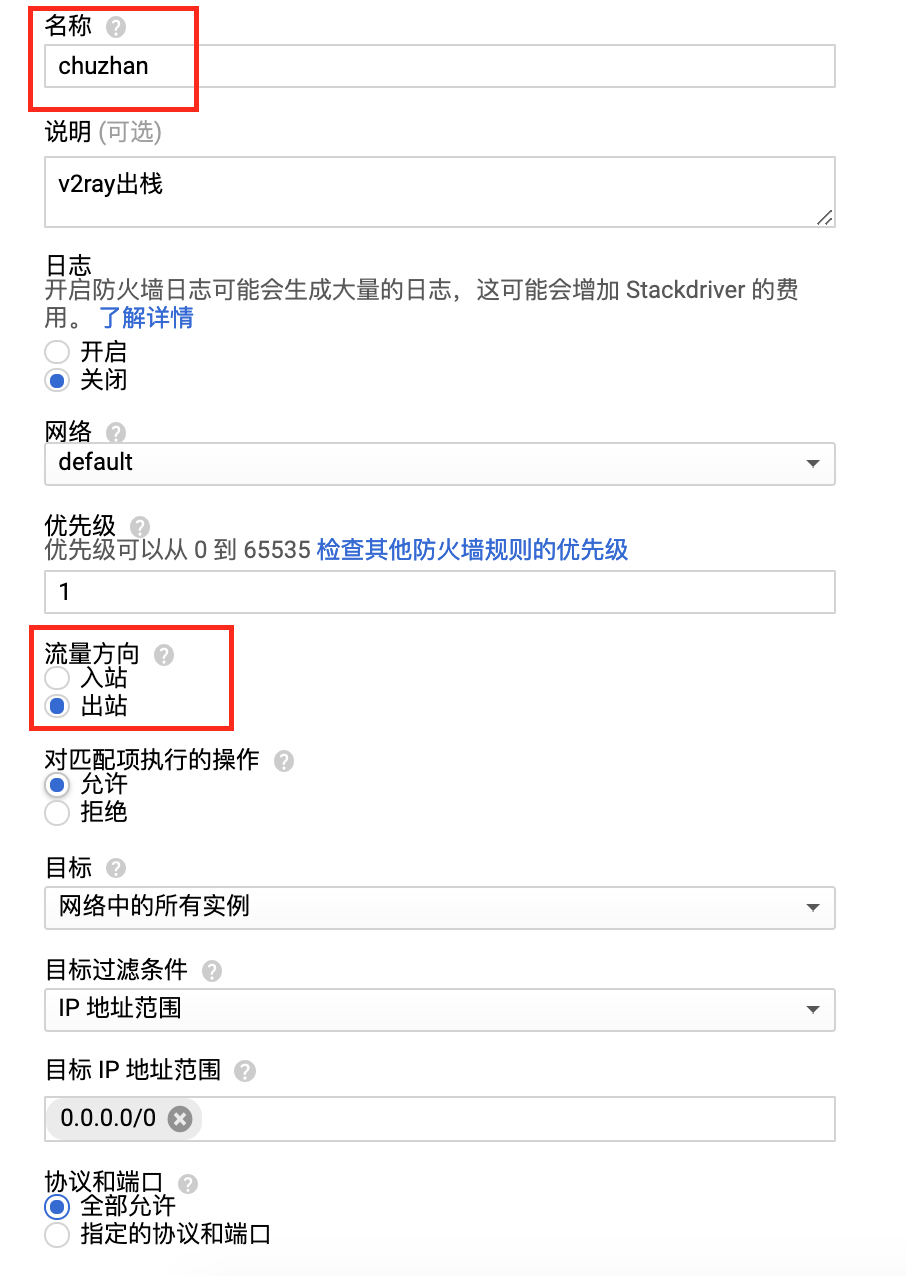 名称
chuzhan
说明 (可选)
v2ray出栈
日志
开启防火墙日志可能会生成大量的日志，这可能会增加 Stackdriver 的费
用。 了解详情
开启
关闭
网络
default
优先级
优先级可以从 0 到 65535 检查其他防火墙规则的优先级
1
流量方向
入站
出站
对匹配项执行的操作
允许
拒绝
目标
网络中的所有实例
目标过滤条件
IP 地址范围
目标 IP 地址范围
0.0.0.0/0
协议和端口
全部允许
指定的协议和端口